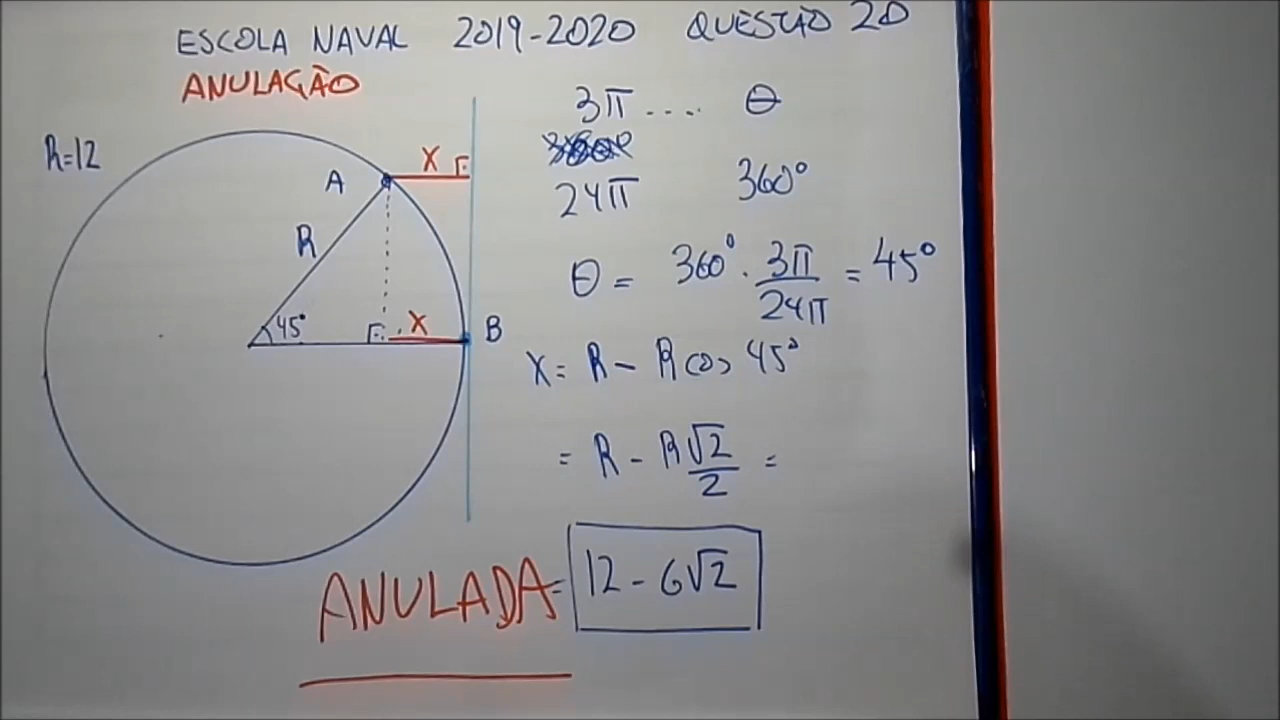 ESCOLA NAVAL 2019-2020 QUESTÃO 20
ANULAÇÃO
R=12
A
X
R
45°
X
B
3π .... θ
24π 360°
θ = 360° · 3π/24π = 45°
X = R - R cos 45°
= R - R√2/2 =
ANULADA = 12 - 6√2